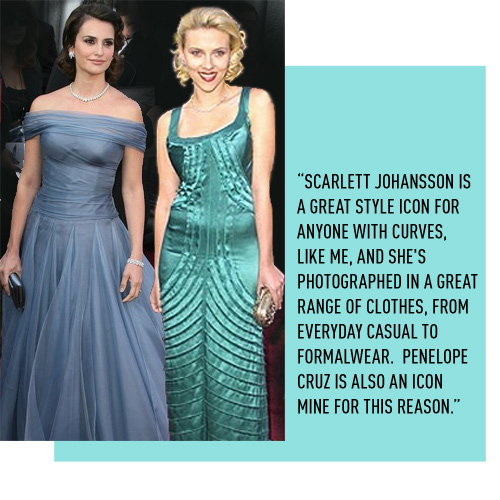 “SCARLETT JOHANSSON IS
A GREAT STYLE ICON FOR
ANYONE WITH CURVES,
LIKE ME, AND SHE'S
PHOTOGRAPHED IN A GREAT
RANGE OF CLOTHES, FROM
EVERYDAY CASUAL TO
FORMALWEAR. PENELOPE
CRUZ IS ALSO AN ICON
MINE FOR THIS REASON.”